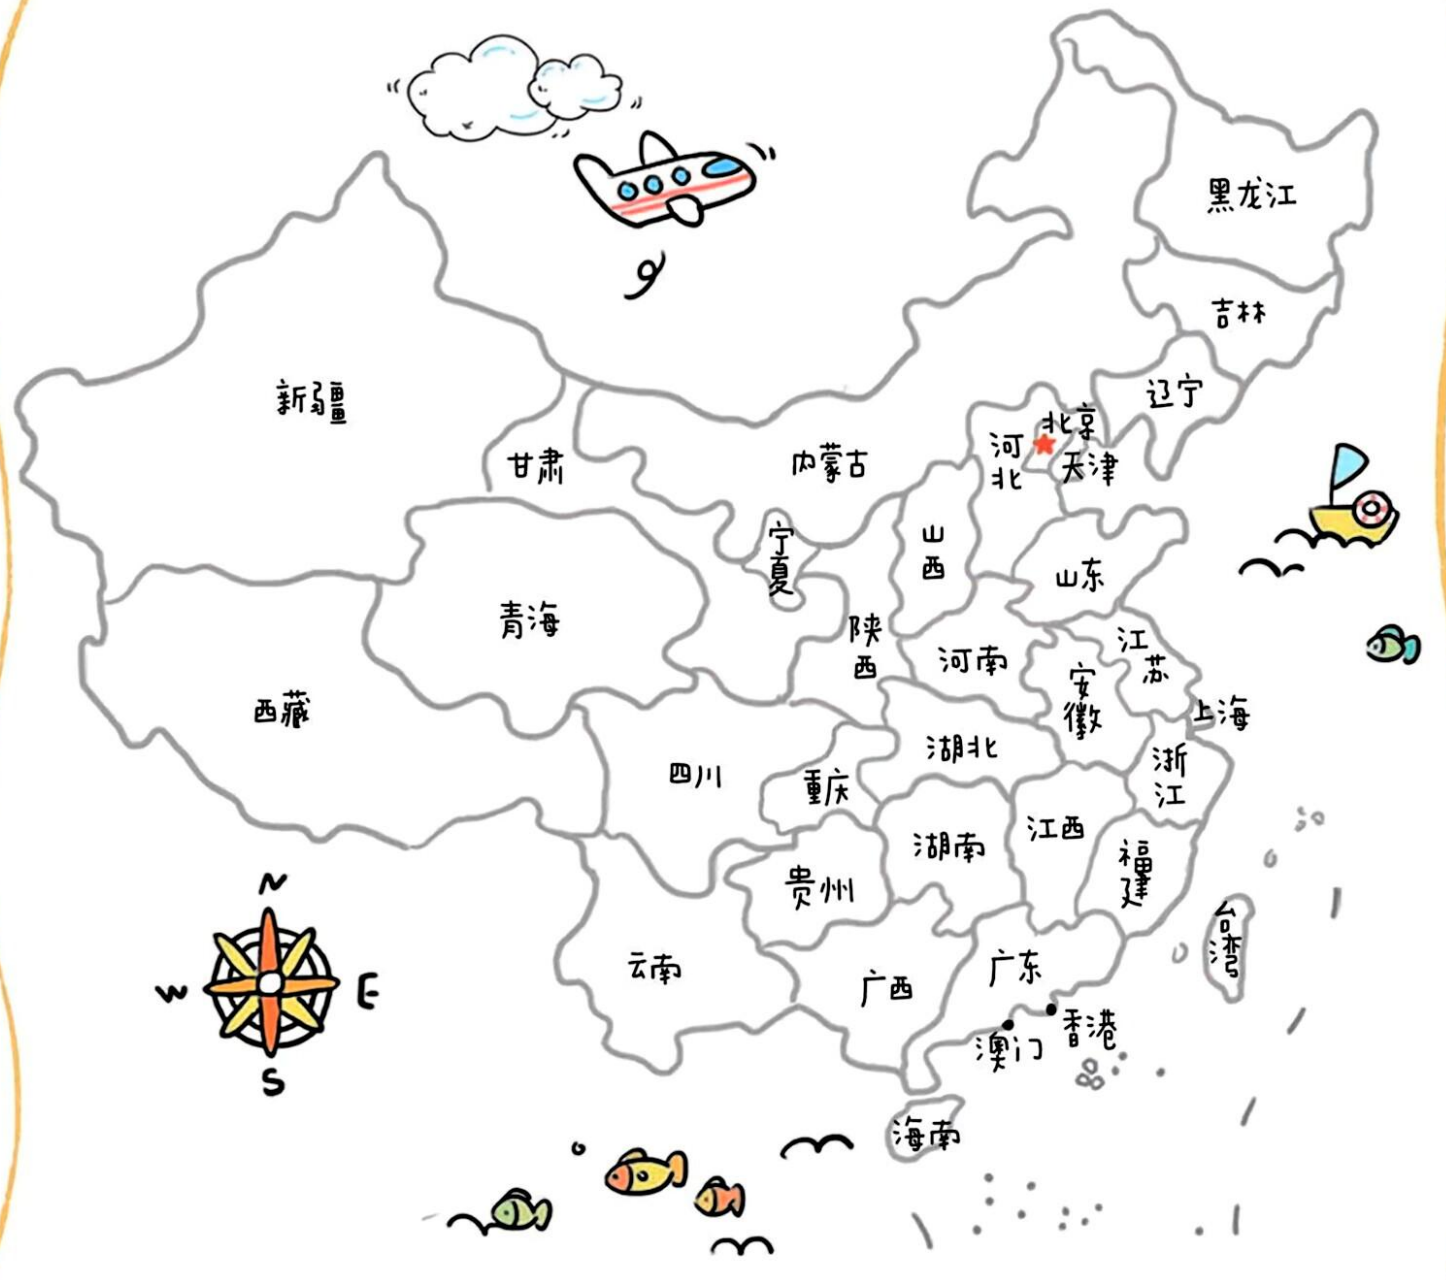 黑龙江
吉林
新疆
辽宁
北京
河
北
天津
甘肃
内蒙古
山
西
宁
夏
山东
青海
陕
西
河南
江
苏
安
徽
西藏
上海
湖北
浙
江
四川
重庆
江西
湖南
福
建
贵州
台
湾
N
云南
广东
广西
W
E
香港
澳门
S
海南